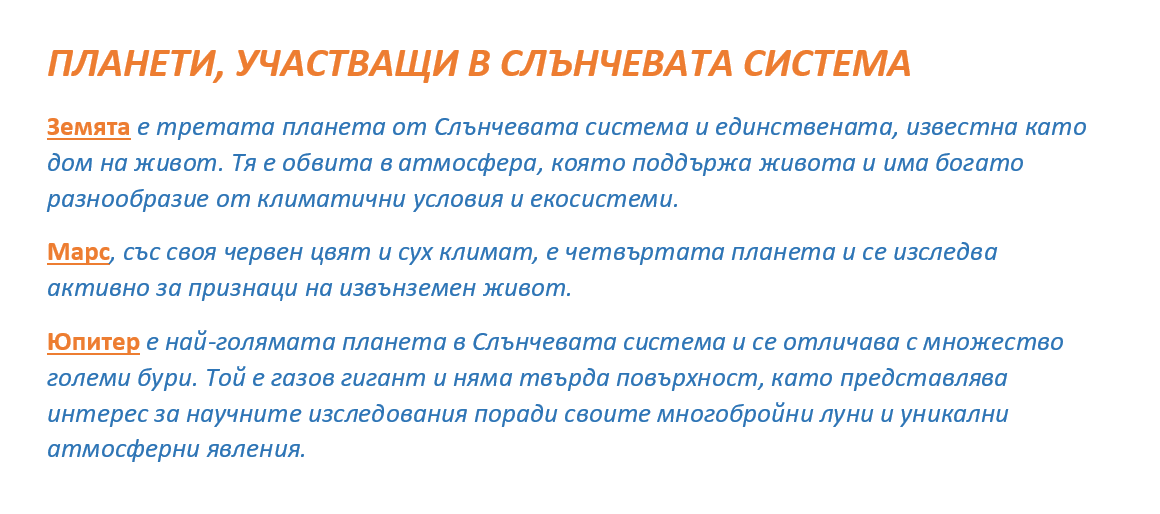 ПЛАНЕТИ, УЧАСТВАЩИ В СЛЪНЧЕВАТА СИСТЕМА
Земята е третата планета от Слънчевата система и единствената, известна като
дом на живот. Тя е обвита в атмосфера, която поддържа живота и има богато
разнообразие от климатични условия и екосистеми.
Марс, със своя червен цвят и сух климат, е четвъртата планета и се изследва
активно за признаци на извънземен живот.
Юпитер е най-голямата планета в Слънчевата система и се отличава с множество
големи бури. Той е газов гигант и няма твърда повърхност, като представлява
интерес за научните изследования поради своите многобройни луни и уникални
атмосферни явления.